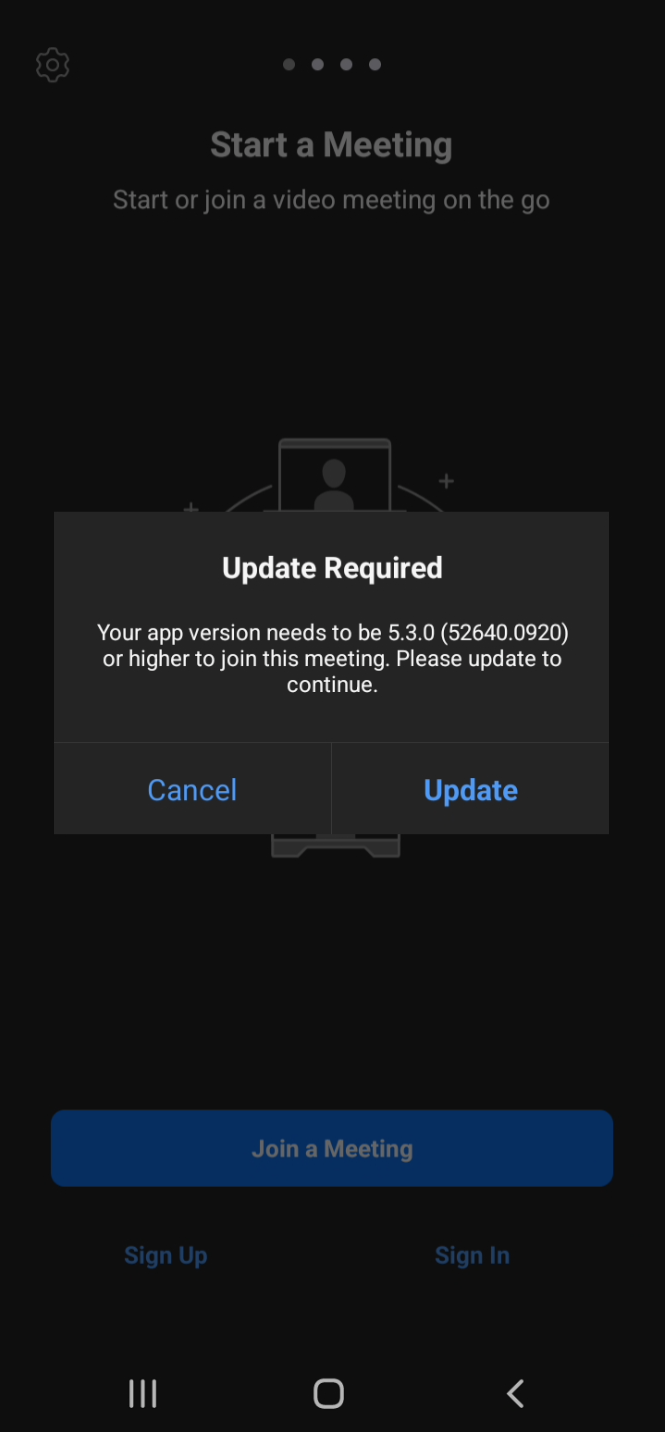 Start a Meeting
Start or join a video meeting on the go
Update Required
Your app version needs to be 5.3.0 (52640.0920)
or higher to join this meeting. Please update to
continue.
Cancel
Update
Join a Meeting
Sign Up
Sign In